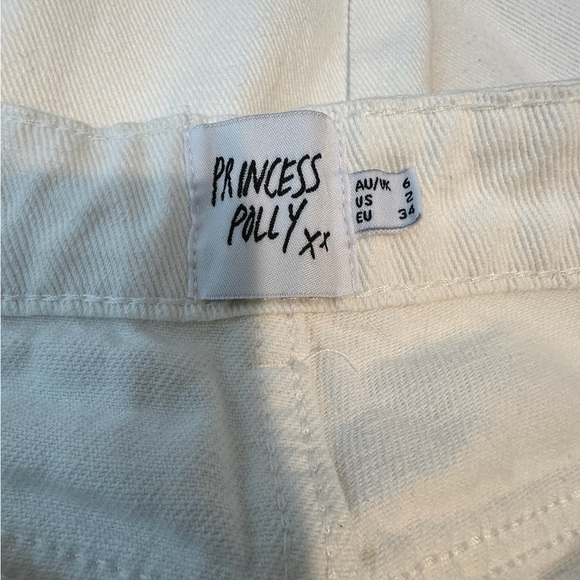 PRINCESS
POLLY xx
AU/UK 6
US 2
EU 34